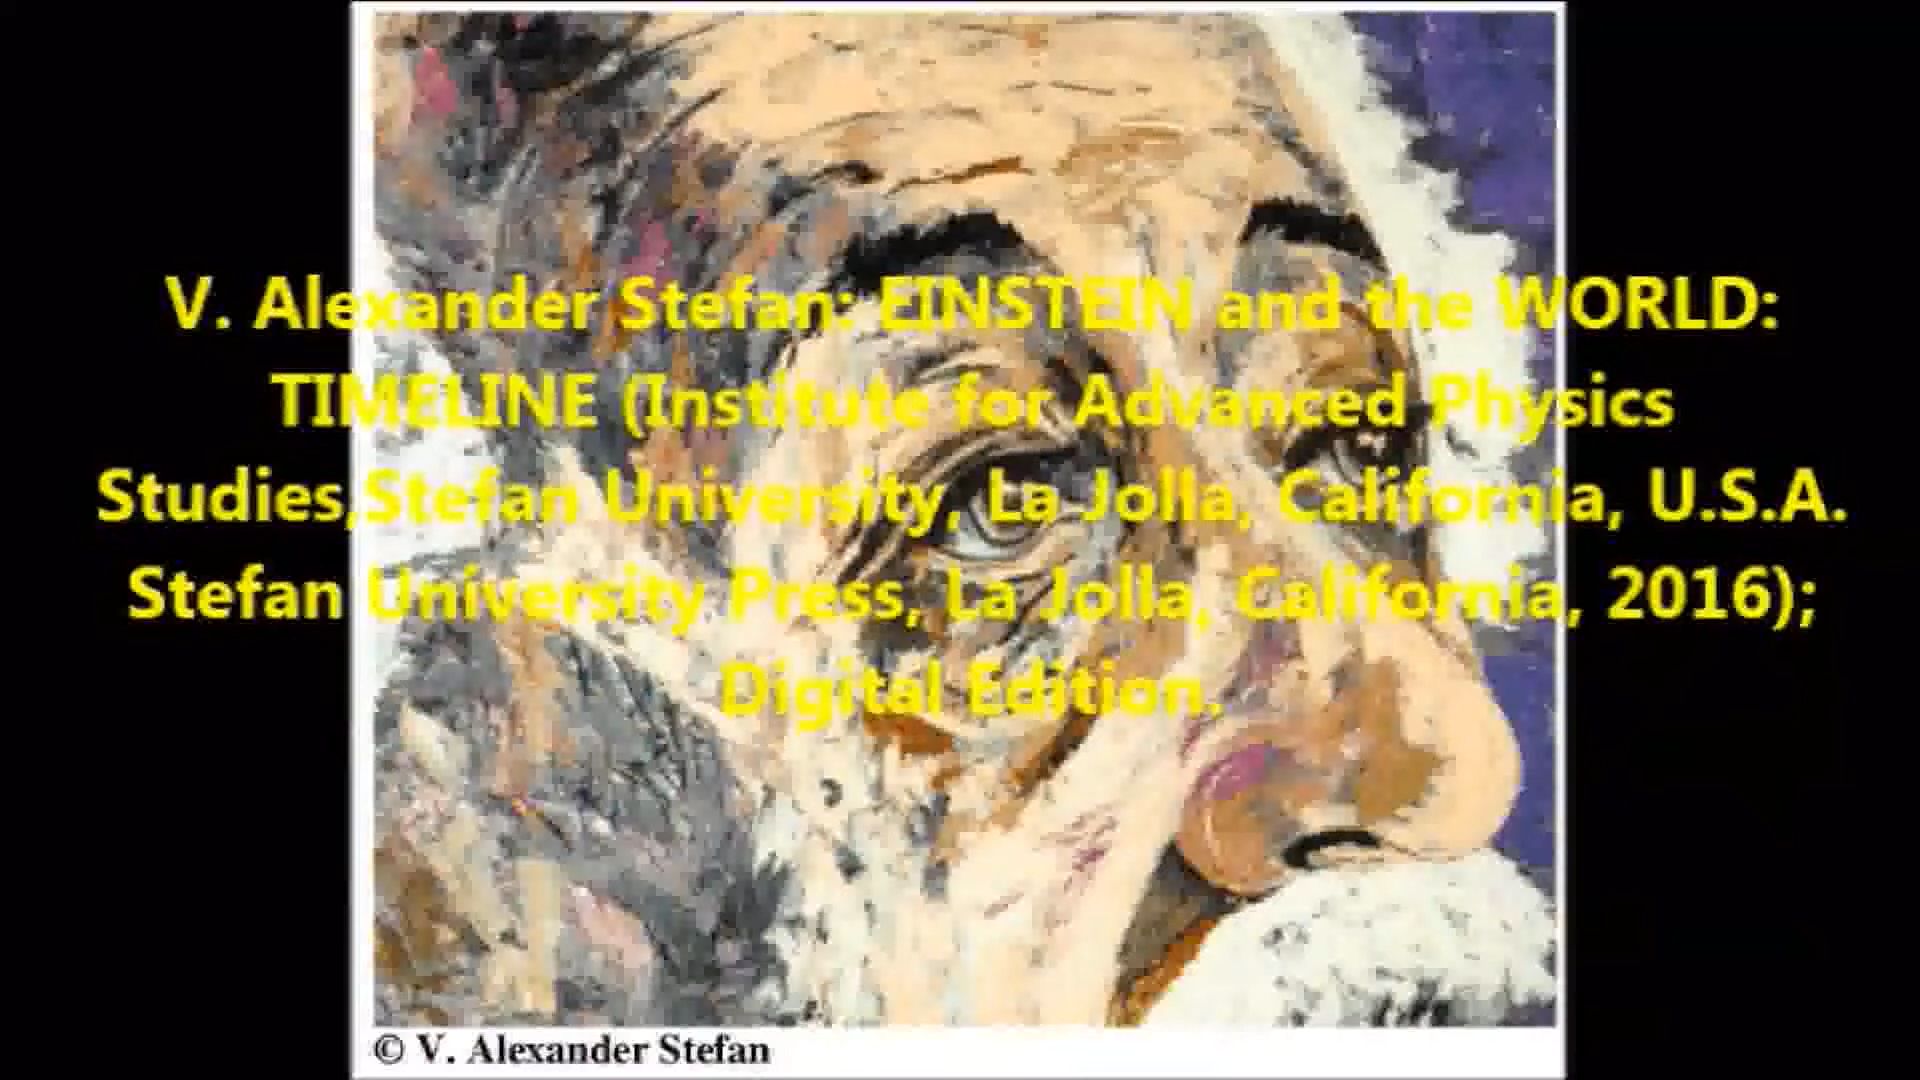 V. Alexander Stefan: EINSTEIN and the WORLD:
TIMELINE (Institute for Advanced Physics
Studies,Stefan University, La Jolla, California, U.S.A.
Stefan University Press, La Jolla, California, 2016);
Digital Edition.
© V. Alexander Stefan